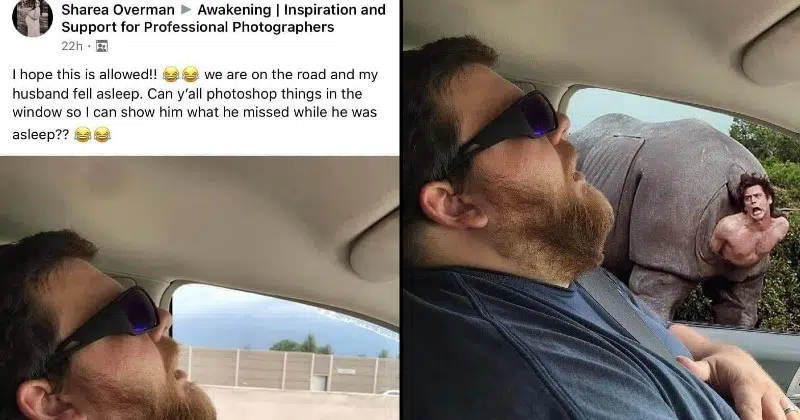 Sharea Overman ▶ Awakening | Inspiration and
Support for Professional Photographers
22h ·
I hope this is allowed!! 😂😂 we are on the road and my
husband fell asleep. Can y'all photoshop things in the
window so I can show him what he missed while he was
asleep?? 😂😂